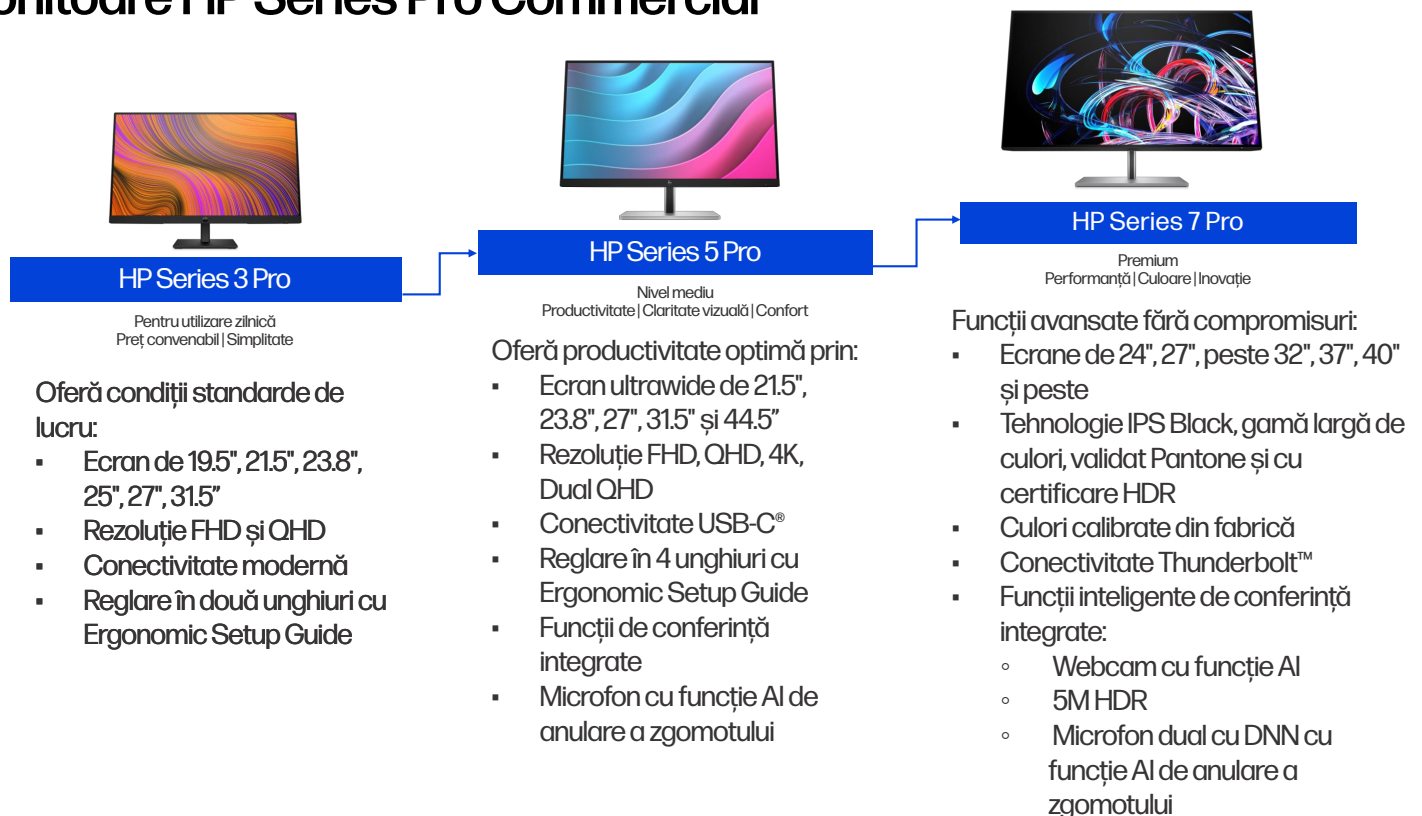 HP Series Pro Commercial
HP Series 3 Pro
Pentru utilizare zilnică
Preț convenabil | Simplitate
Oferă condiții standarde de
lucru:
▪ Ecran de 19.5", 21.5", 23.8",
25", 27", 31.5”
▪ Rezoluție FHD și QHD
▪ Conectivitate modernă
▪ Reglare în două unghiuri cu
Ergonomic Setup Guide
HP Series 5 Pro
Nivel mediu
Productivitate | Claritate vizuală | Confort
Oferă productivitate optimă prin:
▪ Ecran ultrawide de 21.5",
23.8", 27", 31.5" și 44.5”
▪ Rezoluție FHD, QHD, 4K,
Dual QHD
▪ Conectivitate USB-C®
▪ Reglare în 4 unghiuri cu
Ergonomic Setup Guide
▪ Funcții de conferință
integrate
▪ Microfon cu funcție AI de
anulare a zgomotului
HP Series 7 Pro
Premium
Performanță | Culoare | Inovație
Funcții avansate fără compromisuri:
▪ Ecrane de 24", 27", peste 32", 37", 40"
și peste
▪ Tehnologie IPS Black, gamă largă de
culori, validat Pantone și cu
certificare HDR
▪ Culori calibrate din fabrică
▪ Conectivitate Thunderbolt™
▪ Funcții inteligente de conferință
integrate:
◦ Webcam cu funcție AI
◦ 5M HDR
◦ Microfon dual cu DNN cu
funcție AI de anulare a
zgomotului